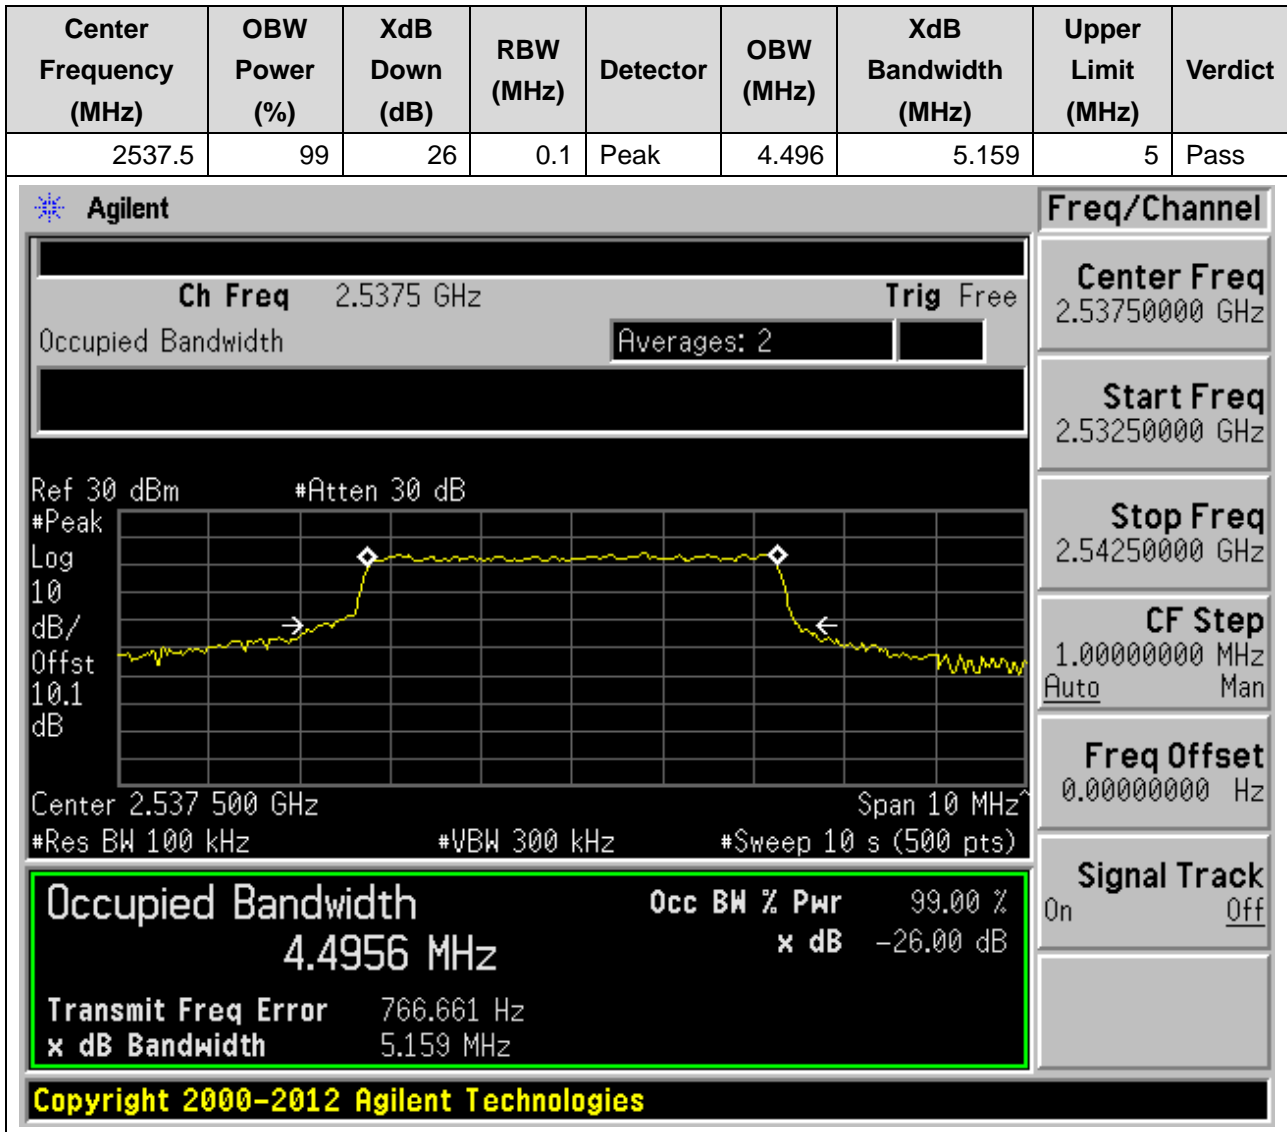 Center Frequency (MHz) OBW Power (%) XdB Down (dB) RBW (MHz) Detector OBW (MHz) XdB Bandwidth (MHz) Upper Limit (MHz) Verdict
2537.5 99 26 0.1 Peak 4.496 5.159 5 Pass
Agilent
Freq/Channel
Ch Freq 2.5375 GHz Trig Free
Occupied Bandwidth Averages: 2
Center Freq
2.53750000 GHz
Start Freq
2.53250000 GHz
Stop Freq
2.54250000 GHz
CF Step
1.00000000 MHz
Auto Man
Freq Offset
0.00000000 Hz
Signal Track
On Off
Ref 30 dBm #Atten 30 dB
#Peak
Log
10
dB/
Offst
10.1
dB
Center 2.537 500 GHz Span 10 MHz^
#Res BW 100 kHz #VBW 300 kHz #Sweep 10 s (500 pts)
Occupied Bandwidth Occ BW % Pwr 99.00 %
4.4956 MHz x dB -26.00 dB
Transmit Freq Error 766.661 Hz
x dB Bandwidth 5.159 MHz
Copyright 2000-2012 Agilent Technologies